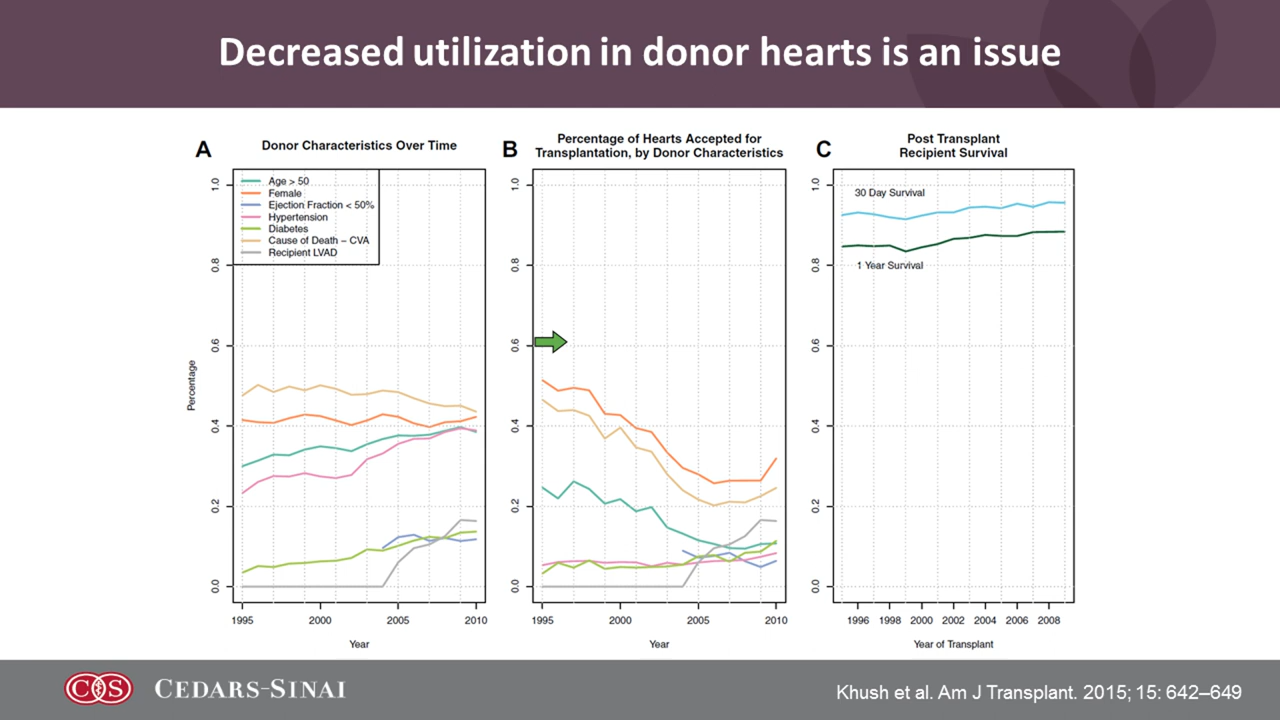 Decreased utilization in donor hearts is an issue
A
Donor Characteristics Over Time
Age > 50
Female
Ejection Fraction < 50%
Hypertension
Diabetes
Cause of Death – CVA
Recipient LVAD
Percentage
1.0
0.8
0.6
0.4
0.2
0.0
1995 2000 2005 2010
Year
B
Percentage of Hearts Accepted for
Transplantation, by Donor Characteristics
1.0
0.8
0.6
0.4
0.2
0.0
1995 2000 2005 2010
Year
C
Post Transplant
Recipient Survival
30 Day Survival
1 Year Survival
1.0
0.8
0.6
0.4
0.2
0.0
1996 1998 2000 2002 2004 2006 2008
Year of Transplant
CS
CEDARS-SINAI
Khush et al. Am J Transplant. 2015; 15: 642–649